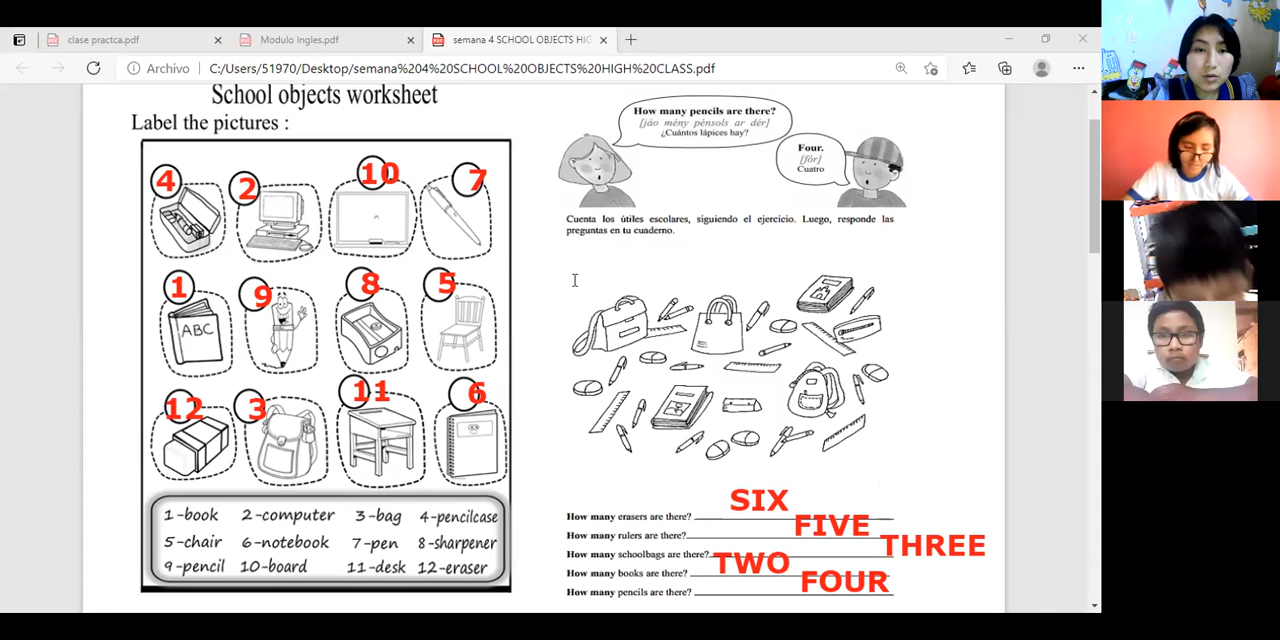 clase practca.pdf
Modulo Ingles.pdf
semana 4 SCHOOL OBJECTS HIG
Archivo
C:/Users/51970/Desktop/semana%204%20SCHOOL%20OBJECTS%20HIGH%20CLASS.pdf
School objects worksheet
Label the pictures :
4
2
10
7
1
ABC
9
8
5
12
3
11
6
1-book 2-computer 3-bag 4-pencilcase
5-chair 6-notebook 7-pen 8-sharpener
9-pencil 10-board 11-desk 12-eraser
How many pencils are there?
[jáo mény pénsols ar dér]
¿Cuántos lápices hay?
Four.
[fór]
Cuatro
Cuenta los útiles escolares, siguiendo el ejercicio. Luego, responde las
preguntas en tu cuaderno.
How many erasers are there? SIX
How many rulers are there? FIVE
How many schoolbags are there? THREE
How many books are there? TWO
How many pencils are there? FOUR